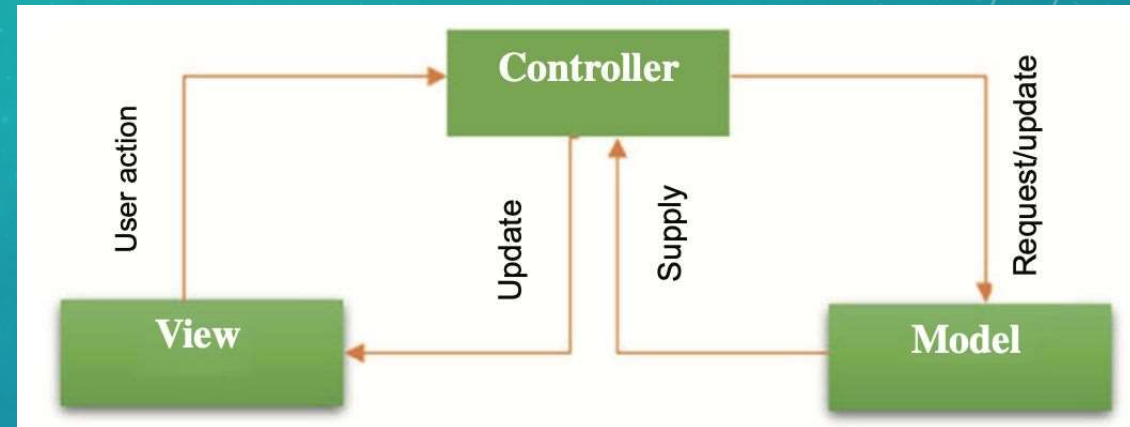 Controller
User action
Update
Supply
Request/update
View
Model